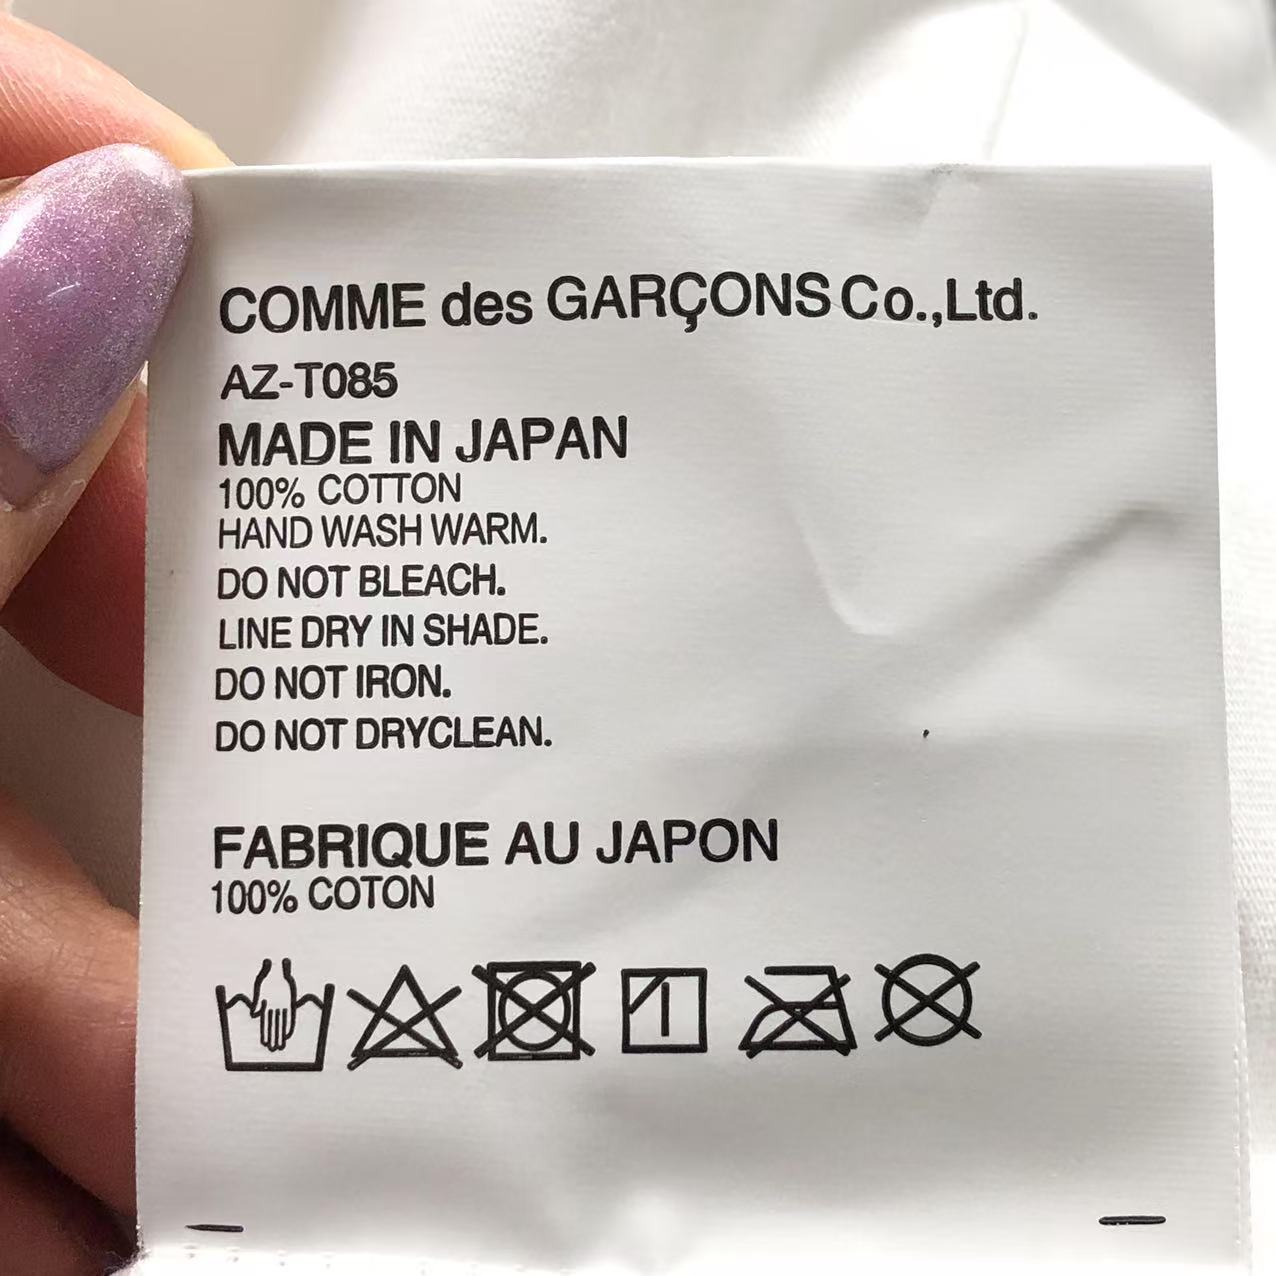 COMME des GARÇONS Co.,Ltd.
AZ-T085
MADE IN JAPAN
100% COTTON
HAND WASH WARM.
DO NOT BLEACH.
LINE DRY IN SHADE.
DO NOT IRON.
DO NOT DRYCLEAN.
FABRIQUE AU JAPON
100% COTON